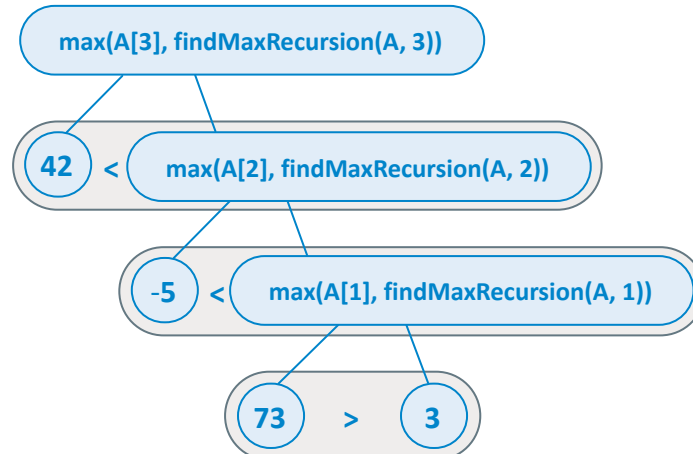 max(A[3], findMaxRecursion(A, 3))
42 < max(A[2], findMaxRecursion(A, 2))
-5 < max(A[1], findMaxRecursion(A, 1))
73 > 3